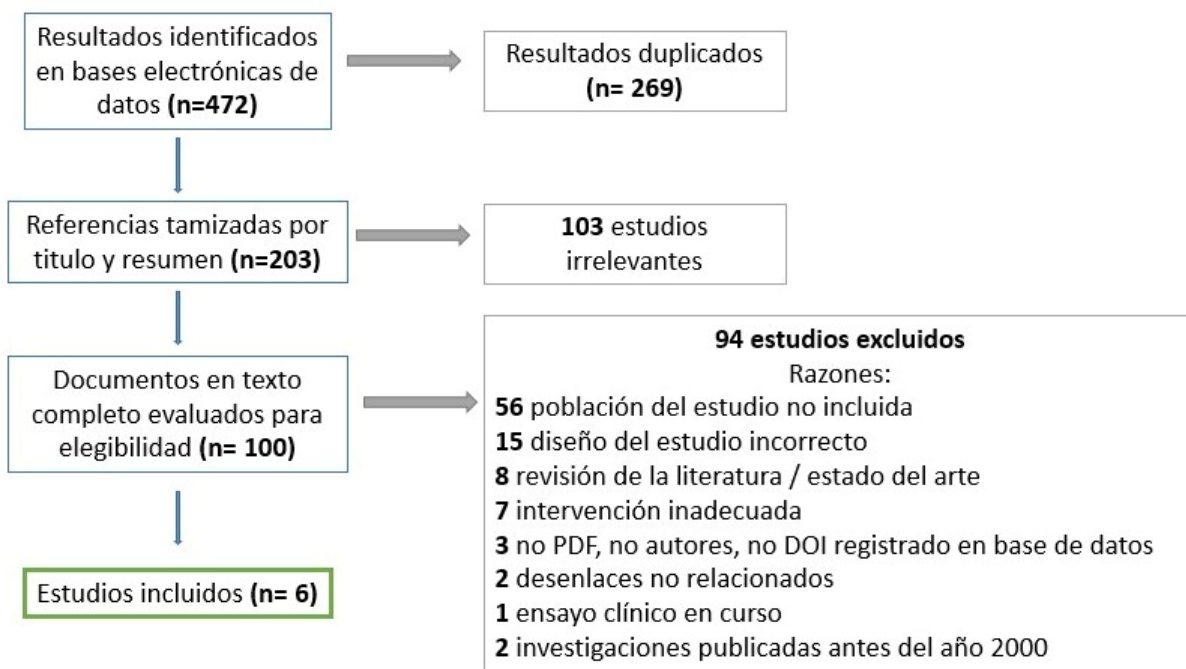 Resultados identificados
en bases electrónicas de
datos (n=472)
Resultados duplicados
(n= 269)
Referencias tamizadas por
titulo y resumen (n=203)
103 estudios
irrelevantes
Documentos en texto
completo evaluados para
elegibilidad (n= 100)
94 estudios excluidos
Razones:
56 población del estudio no incluida
15 diseño del estudio incorrecto
8 revisión de la literatura / estado del arte
7 intervención inadecuada
3 no PDF, no autores, no DOI registrado en base de datos
2 desenlaces no relacionados
1 ensayo clínico en curso
2 investigaciones publicadas antes del año 2000
Estudios incluidos (n= 6)